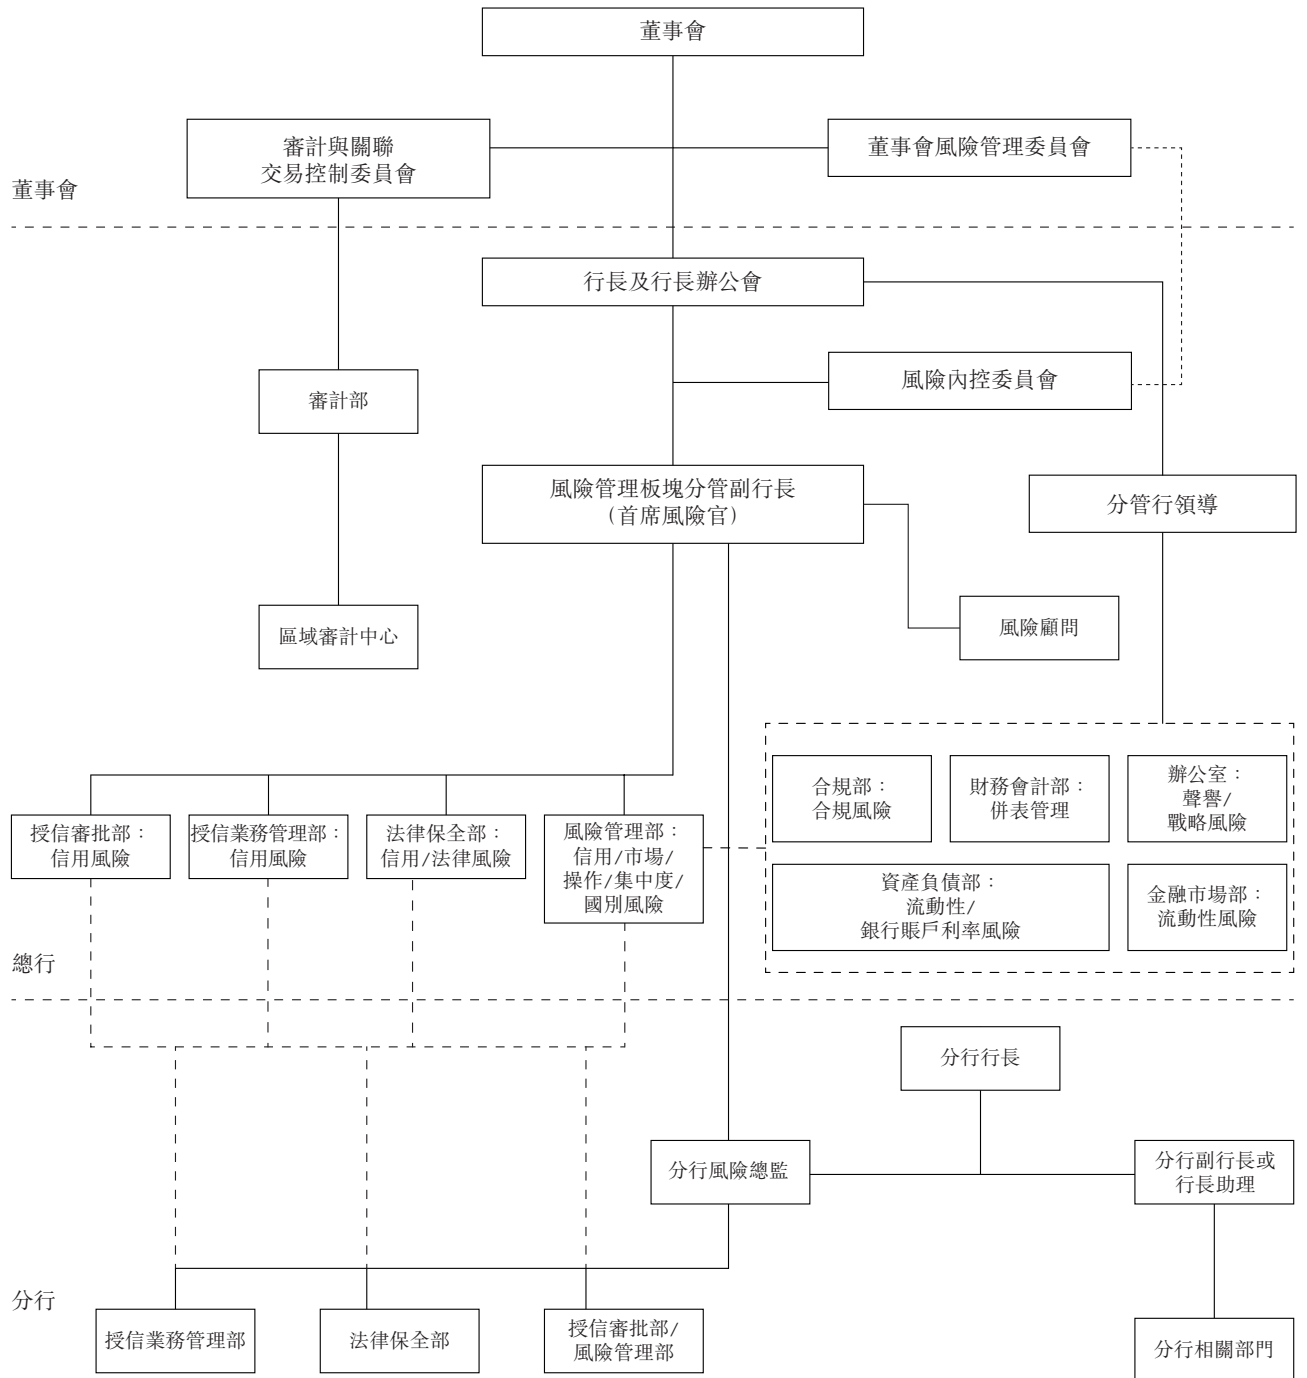 董事會
審計與關聯
交易控制委員會
董事會風險管理委員會
董事會
行長及行長辦公會
風險內控委員會
審計部
風險管理板塊分管副行長
（首席風險官）
分管行領導
區域審計中心
風險顧問
合規部：
合規風險
財務會計部：
併表管理
辦公室：
聲譽/
戰略風險
授信審批部：
信用風險
授信業務管理部：
信用風險
法律保全部：
信用/法律風險
風險管理部：
信用/市場/
操作/集中度/
國別風險
資產負債部：
流動性/
銀行賬戶利率風險
金融市場部：
流動性風險
總行
分行行長
分行風險總監
分行副行長或
行長助理
分行
授信業務管理部
法律保全部
授信審批部/
風險管理部
分行相關部門